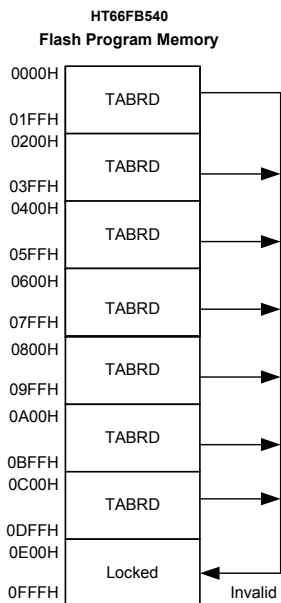 HT66FB540
Flash Program Memory
0000H
TABRD
01FFH
0200H
TABRD
03FFH
0400H
TABRD
05FFH
0600H
TABRD
07FFH
0800H
TABRD
09FFH
0A00H
TABRD
0BFFH
0C00H
TABRD
0DFFH
0E00H
Locked
0FFFH Invalid